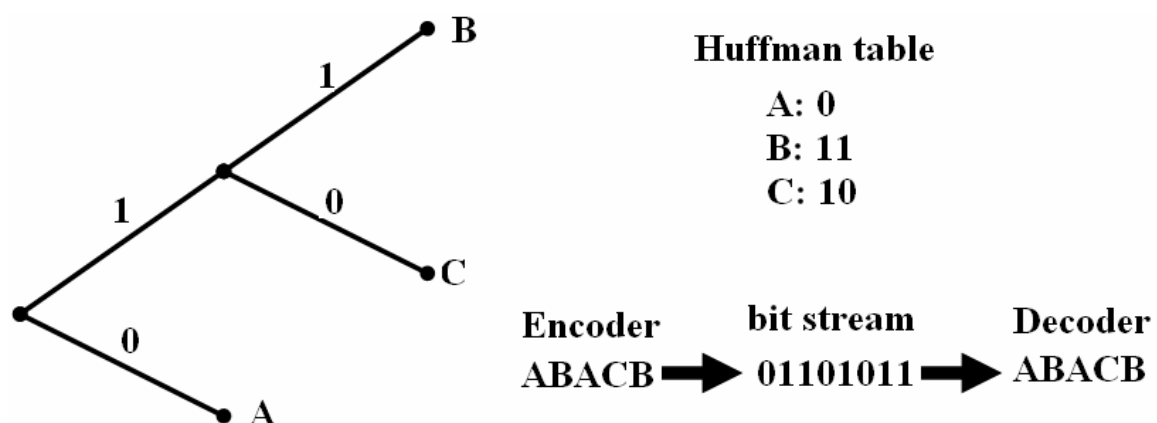 B
1
1
0
C
0
A
Huffman table
A: 0
B: 11
C: 10
Encoder
ABACB
bit stream
01101011
Decoder
ABACB